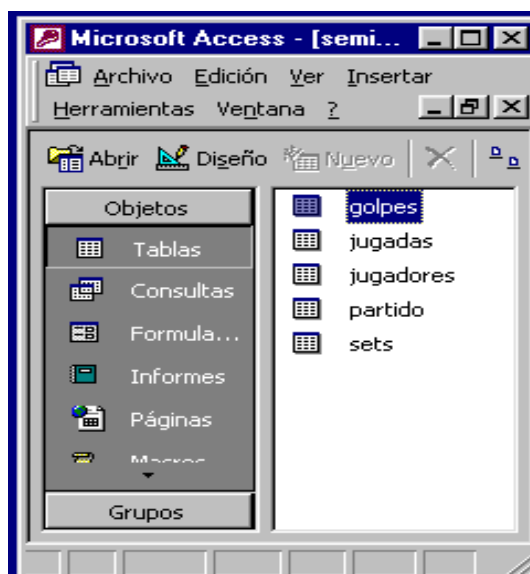 Microsoft Access - [semi...
Archivo Edición Ver Insertar
Herramientas Ventana ?
Abrir Diseño Nuevo
Objetos
Tablas
Consultas
Formula...
Informes
Páginas
Macros
Grupos
golpes
jugadas
jugadores
partido
sets